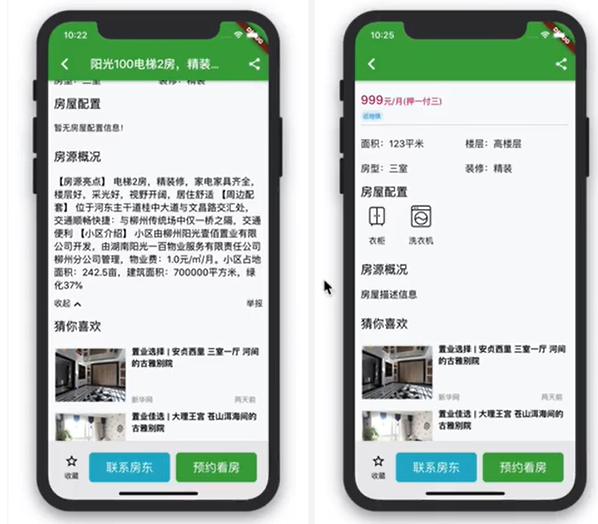 10:22
阳光100电梯2房，精装...
房屋配置
暂无房屋配置信息！
房源概况
【房源亮点】 电梯2房，精装修，家电家具齐全，
楼层好，采光好，视野开阔，居住舒适 【周边配
套】 位于河东主干道桂中大道与文昌路交汇处，
交通顺畅快捷：与柳州传统场中仅一桥之隔，交通
便利 【小区介绍】 小区由柳州阳光壹佰置业有限
公司开发，由湖南阳光一百物业服务有限责任公司
柳州分公司管理，物业费：1.0元/㎡/月。小区占地
面积：242.5亩，建筑面积：700000平方米，绿
化37%
收起
举报
猜你喜欢
置业选择 | 安贞西里 三室一厅 河间
的古雅别院
新华网
两天前
置业佳选 | 大理王宫 苍山洱海间的
古雅别院
收藏
联系房东
预约看房
10:25
999元/月(押一付三)
近地铁
面积：123平米
楼层：高楼层
房型：三室
装修：精装
房屋配置
衣柜
洗衣机
房源概况
房屋描述信息
猜你喜欢
置业选择 | 安贞西里 三室一厅 河间
的古雅别院
新华网
两天前
置业佳选 | 大理王宫 苍山洱海间的
古雅别院
收藏
联系房东
预约看房